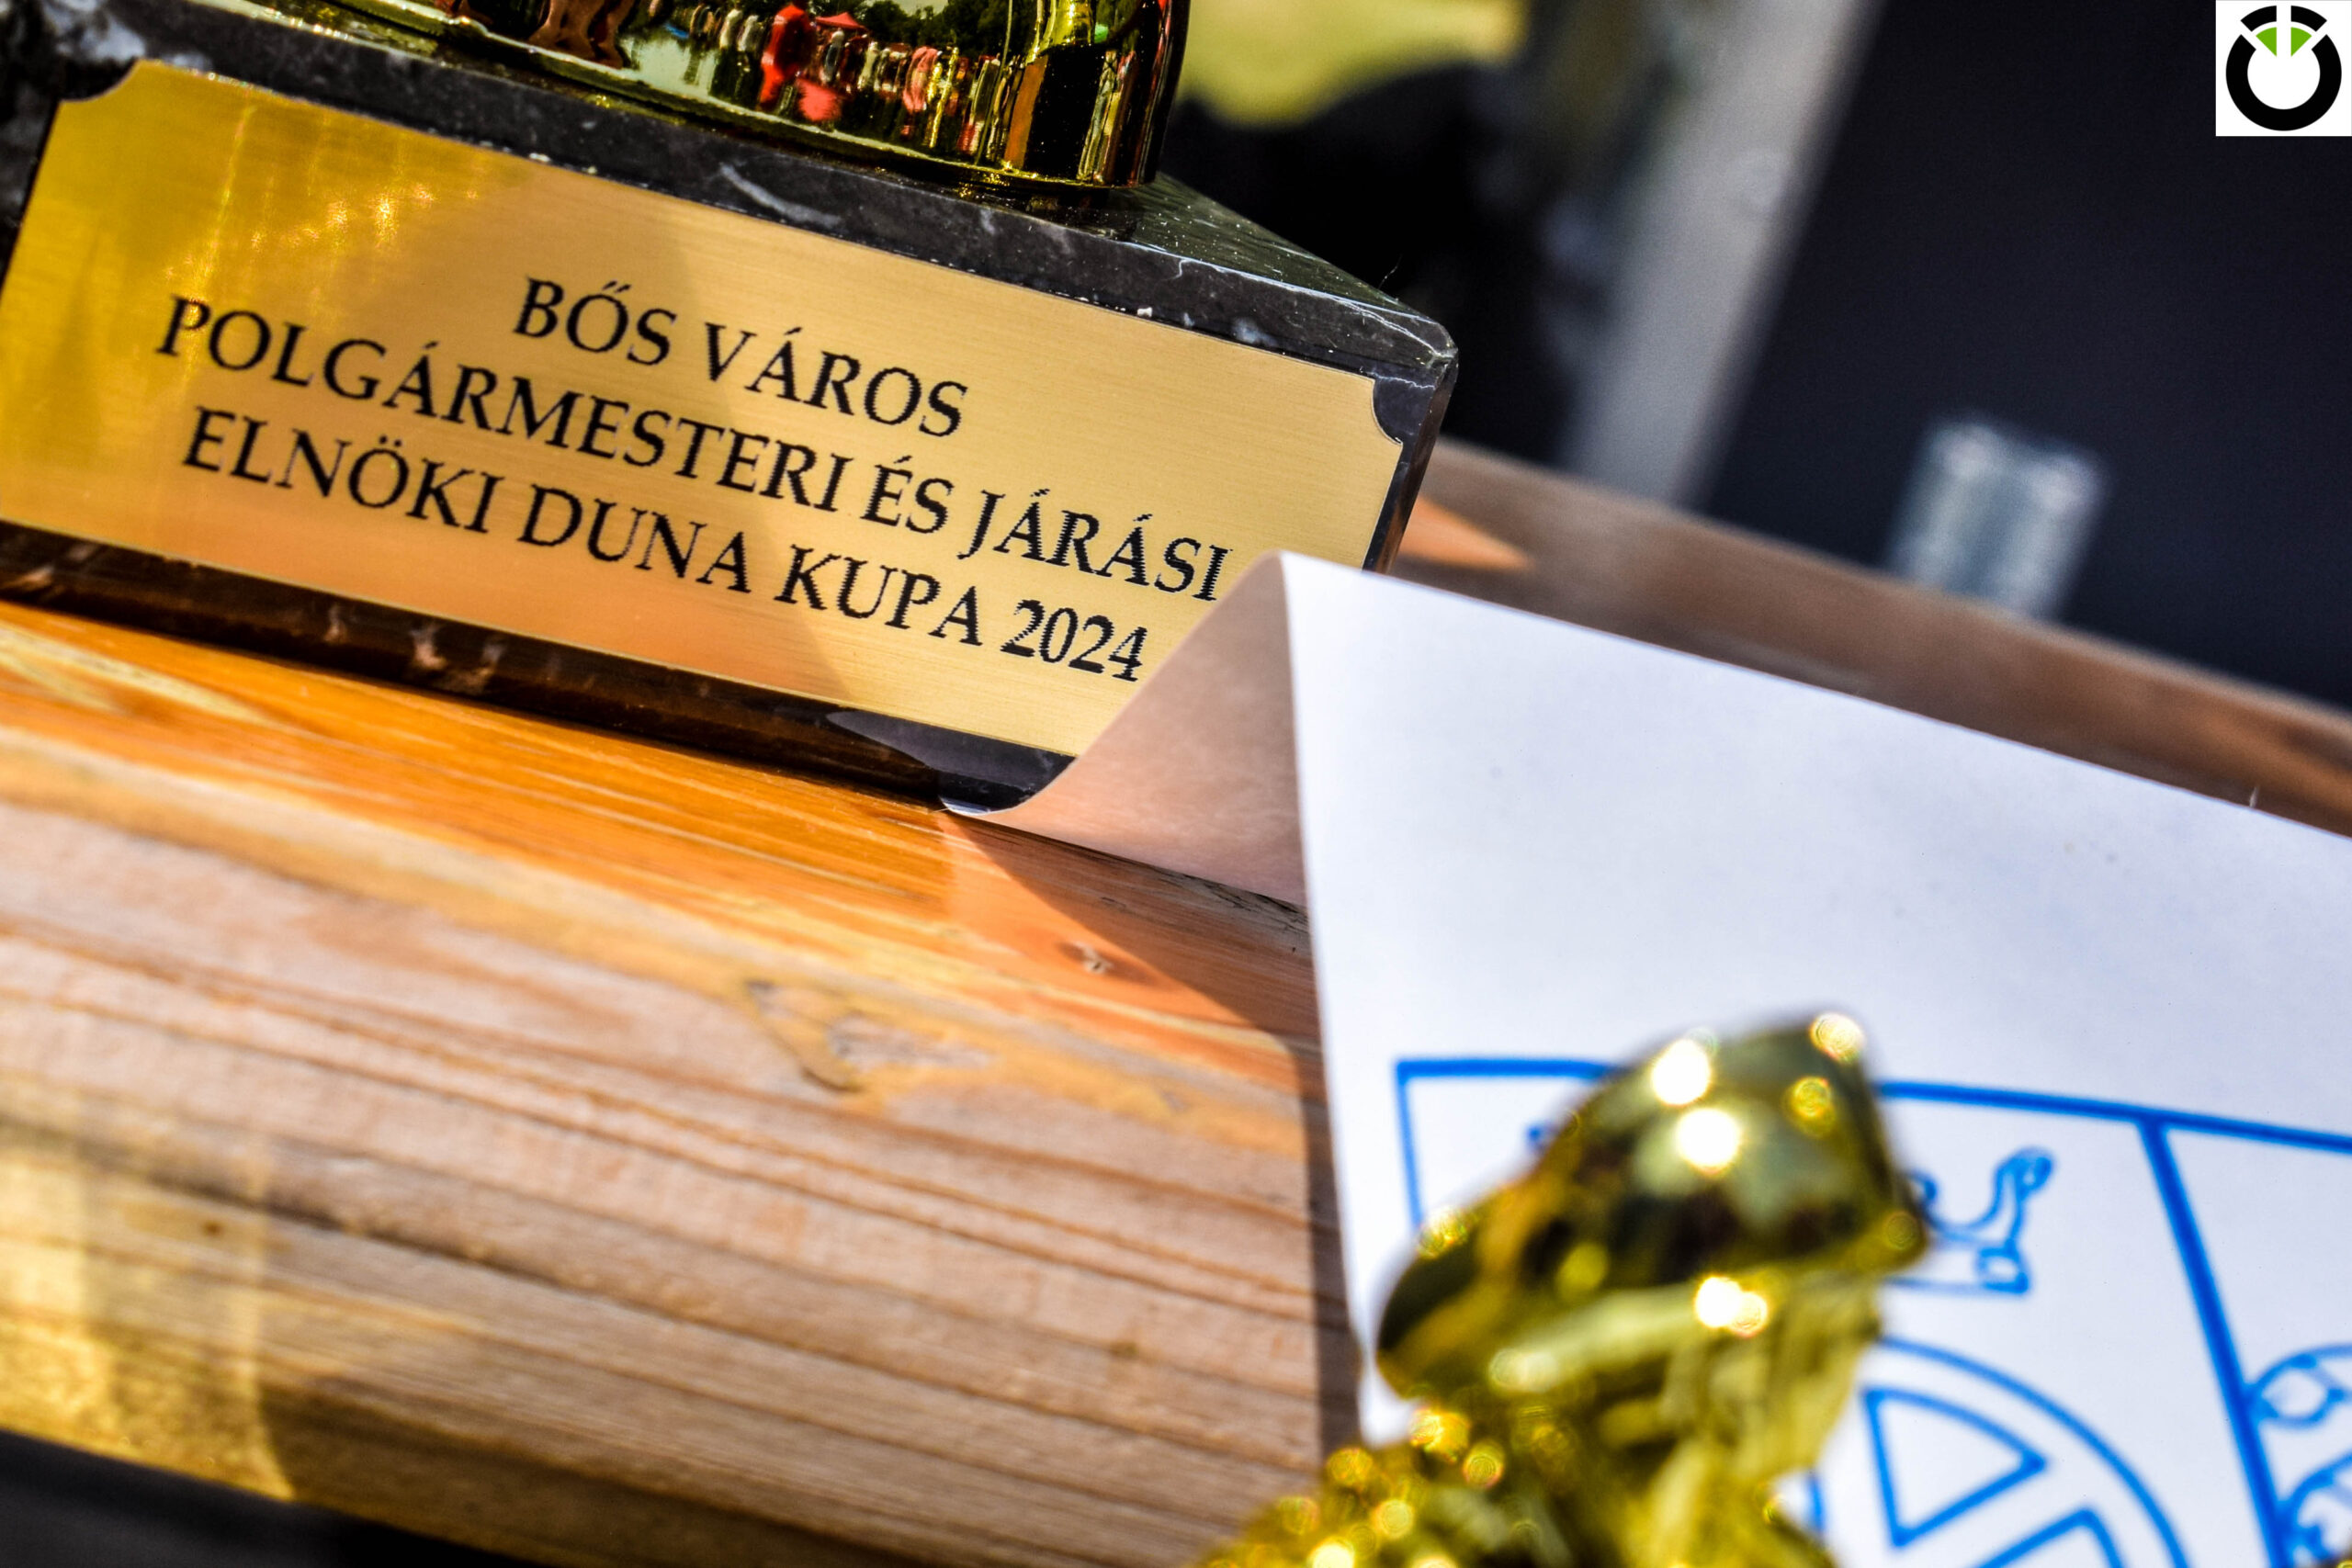 BŐS VÁROS
POLGÁRMESTERI ÉS JÁRÁSI
ELNÖKI DUNA KUPA 2024